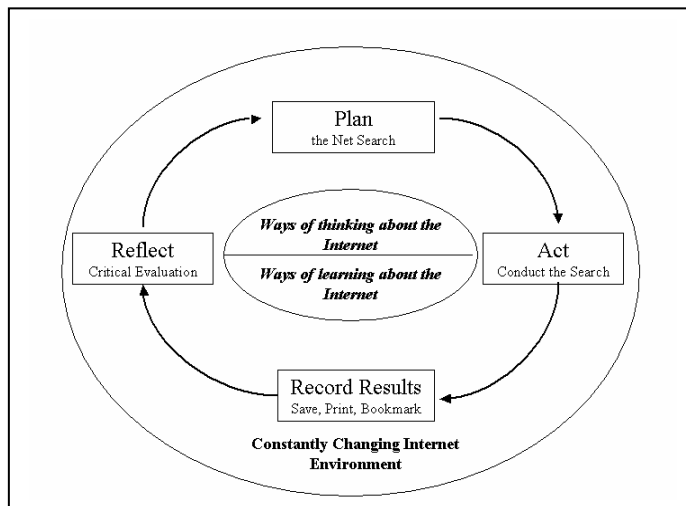 Plan
the Net Search
Ways of thinking about the
Internet
Reflect
Critical Evaluation
Act
Conduct the Search
Ways of learning about the
Internet
Record Results
Save, Print, Bookmark
Constantly Changing Internet
Environment